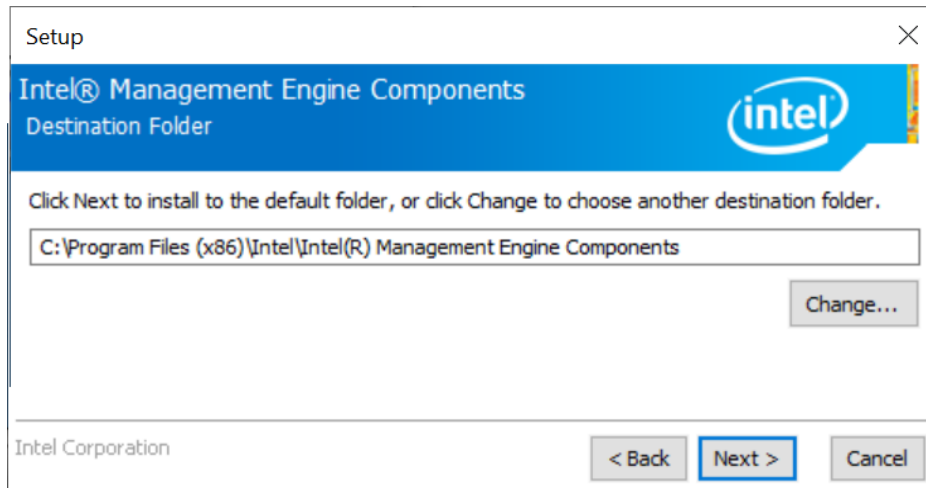 Setup
Intel® Management Engine Components
Destination Folder
intel
Click Next to install to the default folder, or click Change to choose another destination folder.
C:\Program Files (x86)\Intel\Intel(R) Management Engine Components
Change...
Intel Corporation
< Back
Next >
Cancel